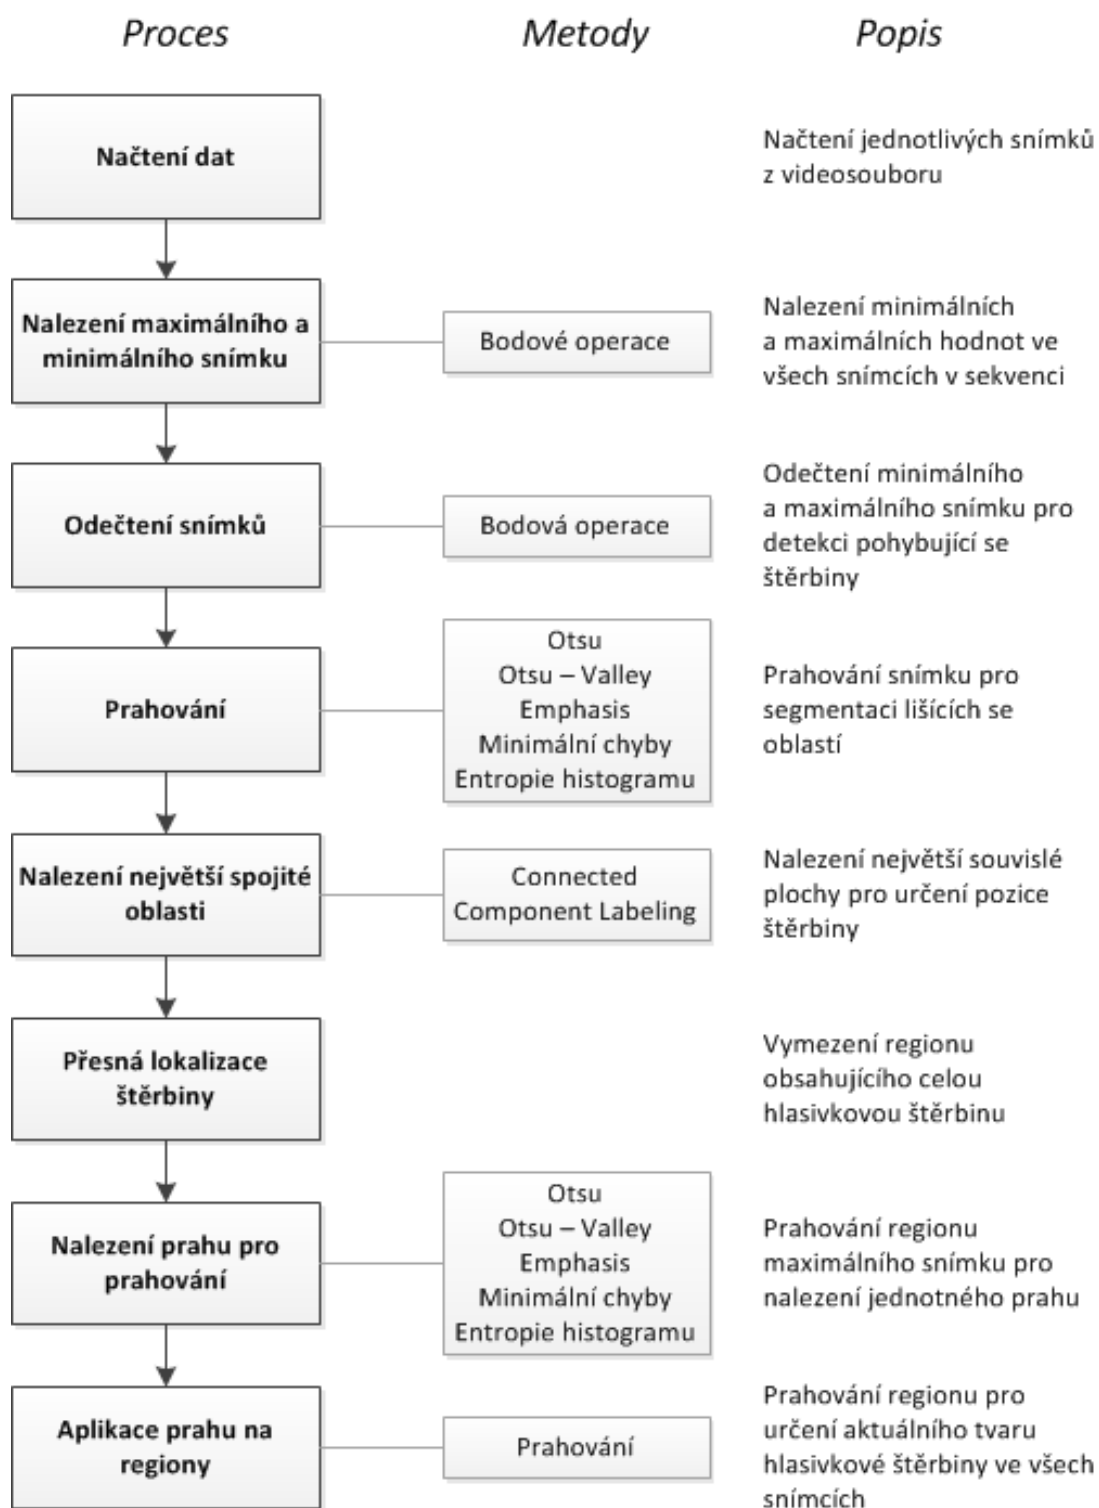 Proces
Metody
Popis
Načtení dat
Načtení jednotlivých snímků
z videosouboru
Nalezení maximálního a
minimálního snímku
Bodové operace
Nalezení minimálních
a maximálních hodnot ve
všech snímcích v sekvenci
Odečtení snímků
Bodová operace
Odečtení minimálního
a maximálního snímku pro
detekci pohybující se
štěrbiny
Prahování
Otsu
Otsu – Valley
Emphasis
Minimální chyby
Entropie histogramu
Prahování snímku pro
segmentaci lišících se
oblastí
Nalezení největší spojité
oblasti
Connected
Component Labeling
Nalezení největší souvislé
plochy pro určení pozice
štěrbiny
Přesná lokalizace
štěrbiny
Vymezení regionu
obsahujícího celou
hlasivkovou štěrbinu
Nalezení prahu pro
prahování
Otsu
Otsu – Valley
Emphasis
Minimální chyby
Entropie histogramu
Prahování regionu
maximálního snímku pro
nalezení jednotného prahu
Aplikace prahu na
regiony
Prahování
Prahování regionu pro
určení aktuálního tvaru
hlasivkové štěrbiny ve všech
snímcích